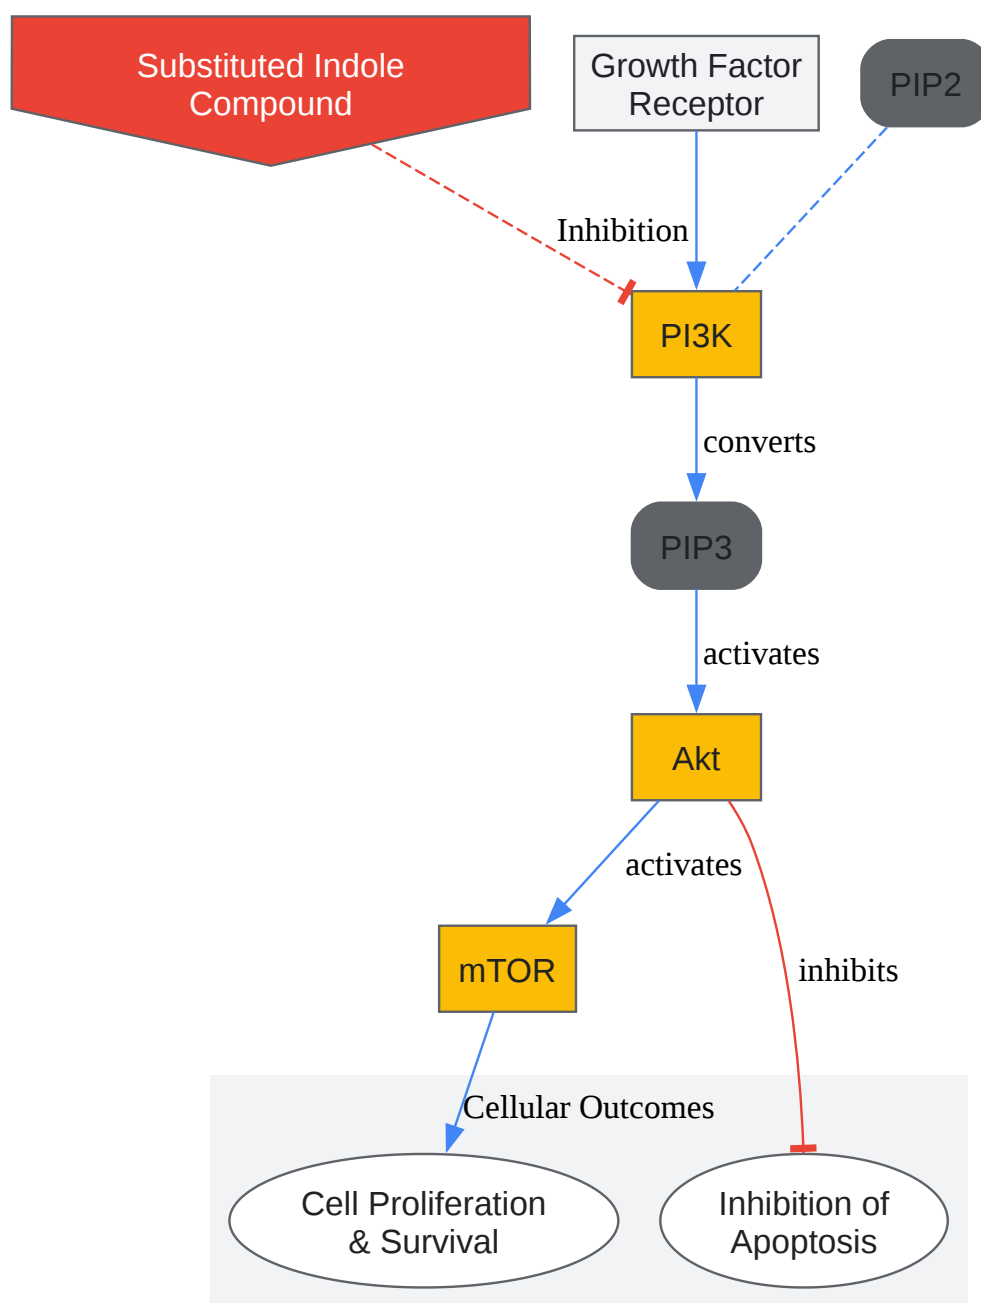 Substituted Indole
Compound
Growth Factor
Receptor
PIP2
Inhibition
PI3K
converts
PIP3
activates
Akt
activates
mTOR
inhibits
Cellular Outcomes
Cell Proliferation
& Survival
Inhibition of
Apoptosis